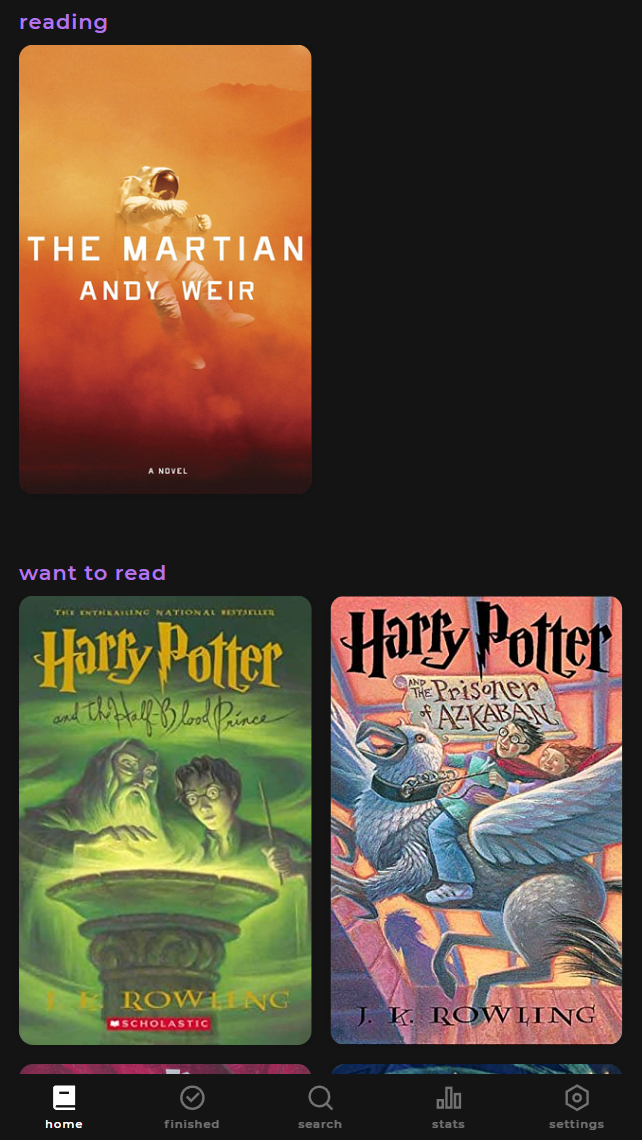 reading
THE MARTIAN
ANDY WEIR
A NOVEL
want to read
THE ENTHRALLING NATIONAL BESTSELLER
Harry Potter
and the Half-Blood Prince
J. K. ROWLING
SCHOLASTIC
Harry Potter
AND THE Prisoner
of AZKABAN
J. K. ROWLING
home
finished
search
stats
settings